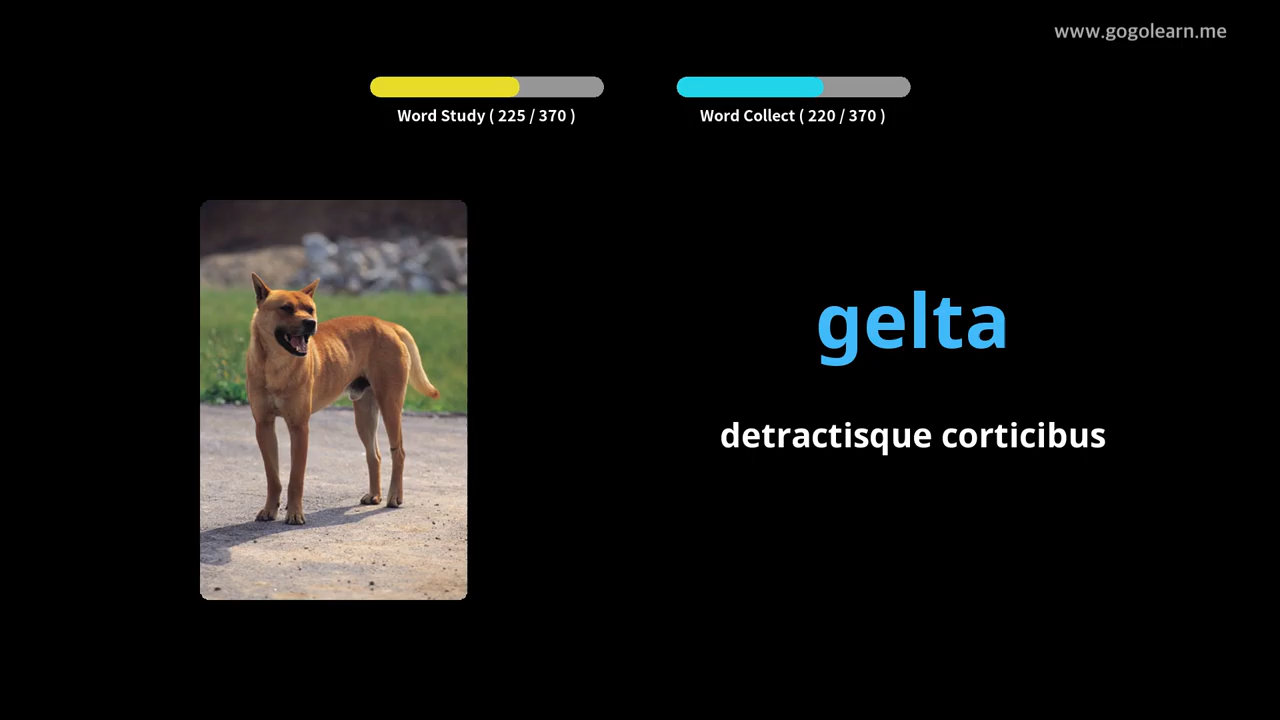 www.gogolearn.me
Word Study ( 225 / 370 )
Word Collect ( 220 / 370 )
gelta
detractisque corticibus